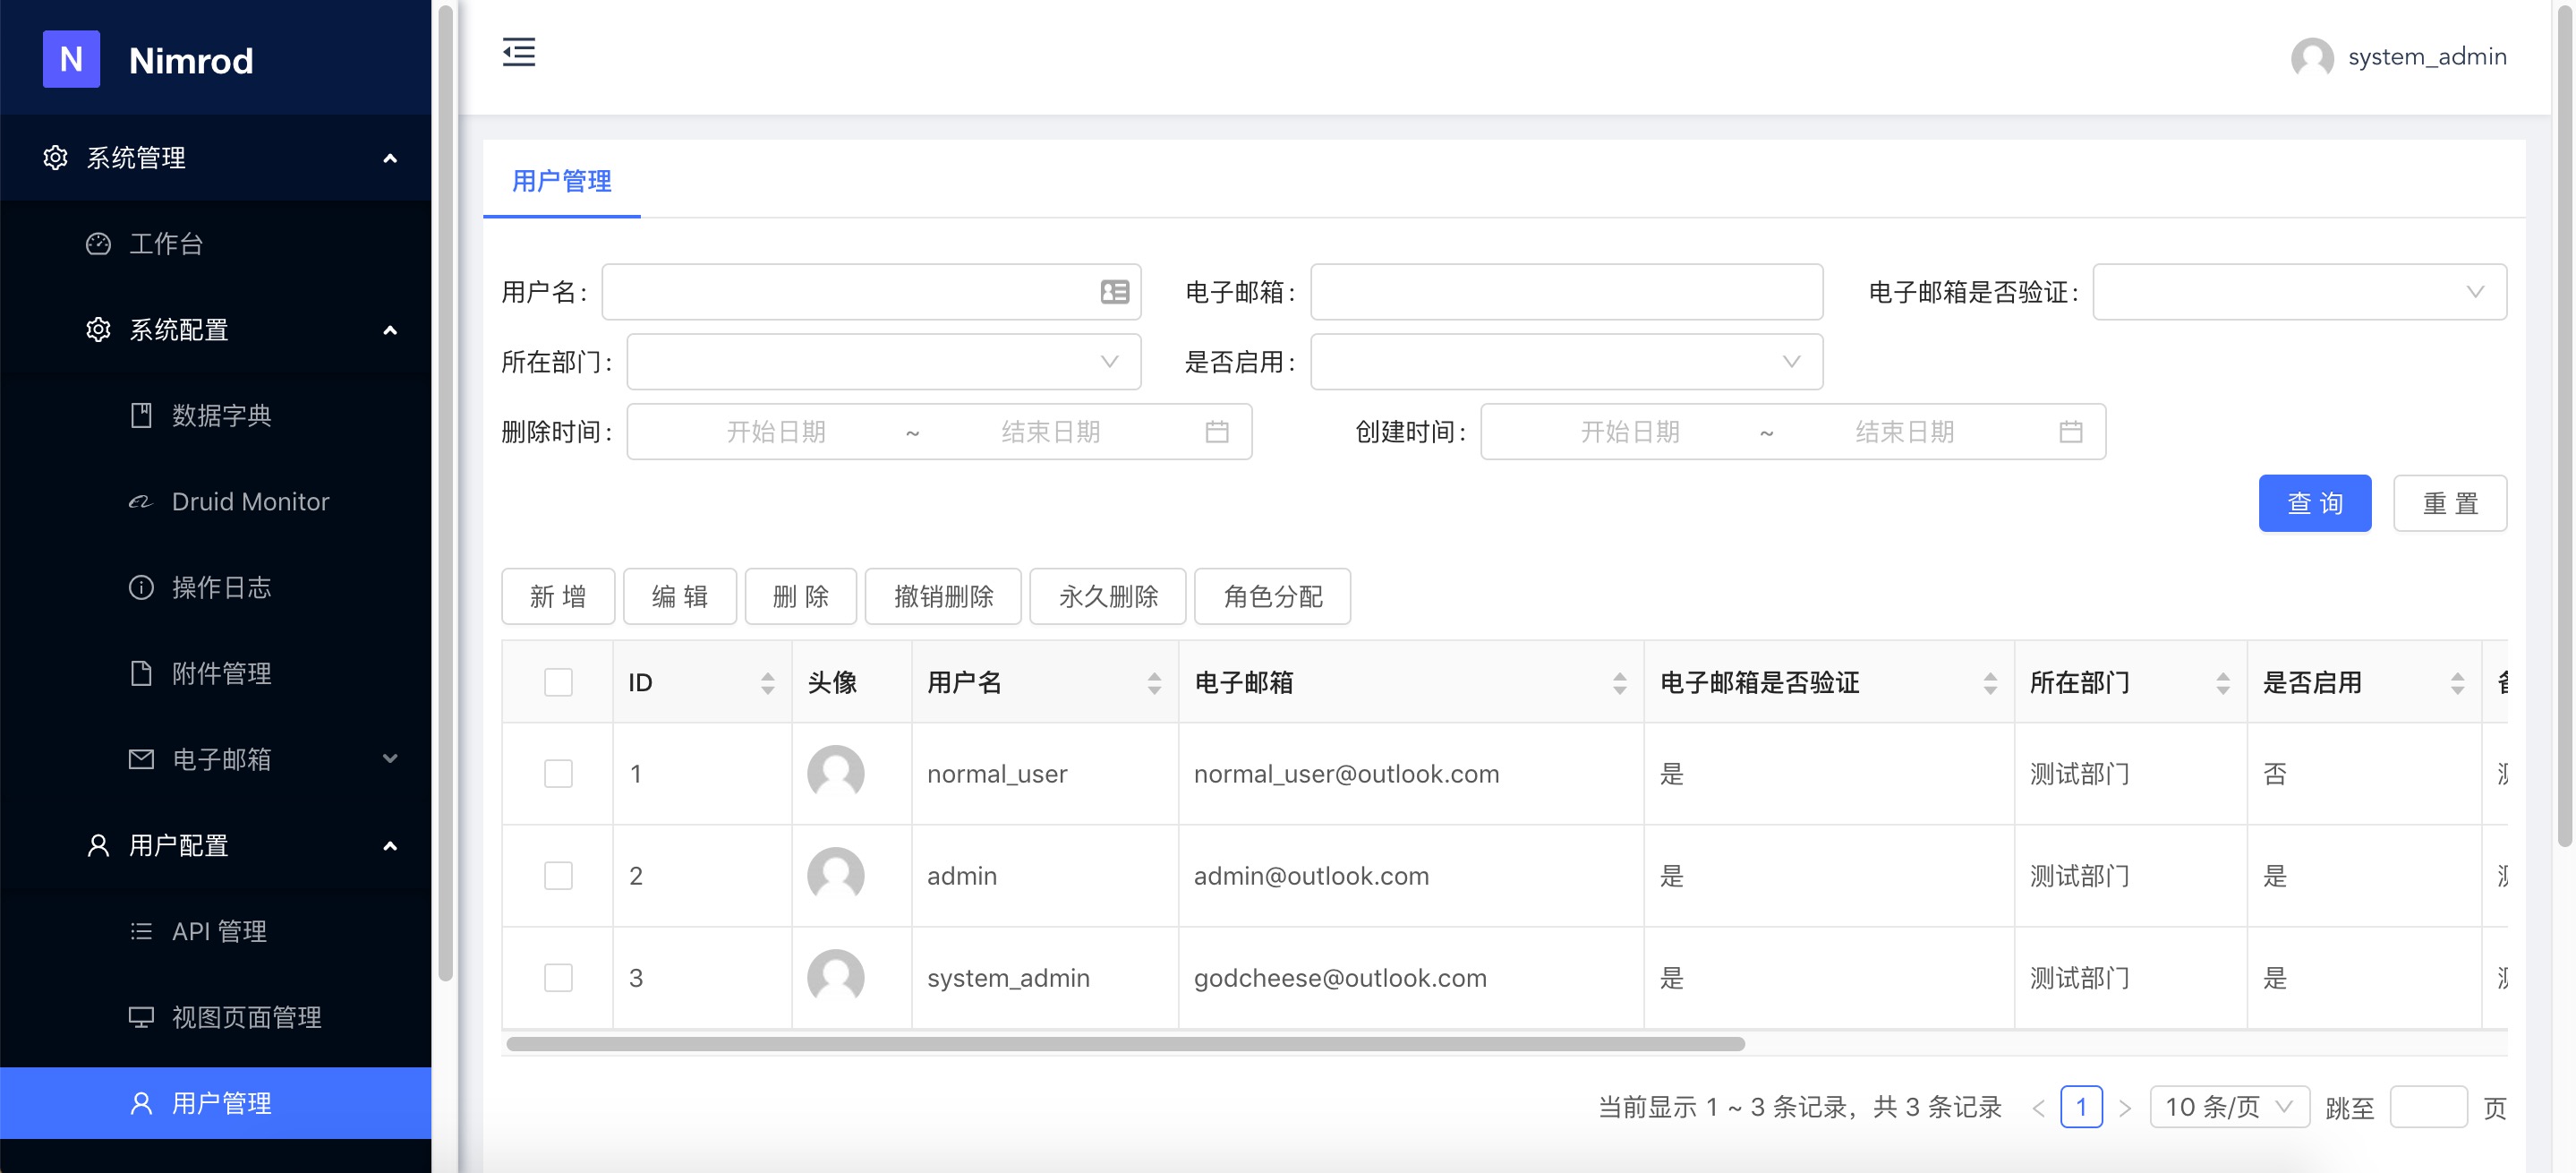 N Nimrod
system_admin
系统管理
工作台
系统配置
数据字典
Druid Monitor
操作日志
附件管理
电子邮箱
用户配置
API 管理
视图页面管理
用户管理
用户管理
用户名: 电子邮箱: 电子邮箱是否验证:
所在部门: 是否启用:
删除时间: 开始日期 ~ 结束日期 创建时间: 开始日期 ~ 结束日期
查 询 重 置
新 增 编 辑 删 除 撤销删除 永久删除 角色分配
ID 头像 用户名 电子邮箱 电子邮箱是否验证 所在部门 是否启用
1 normal_user normal_user@outlook.com 是 测试部门 否
2 admin admin@outlook.com 是 测试部门 是
3 system_admin godcheese@outlook.com 是 测试部门 是
当前显示 1 ~ 3 条记录，共 3 条记录 < 1 > 10 条/页 跳至 页